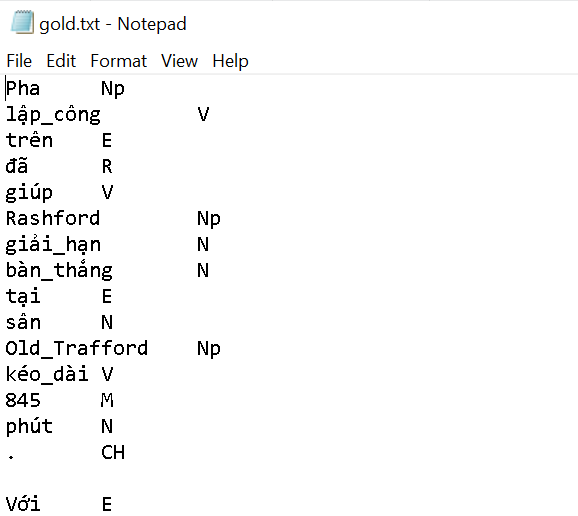 gold.txt - Notepad
File Edit Format View Help
Pha Np
lập_công V
trên E
đã R
giúp V
Rashford Np
giải_hạn N
bàn_thắng N
tại E
sân N
Old_Trafford Np
kéo_dài V
845 M
phút N
. CH
Với E